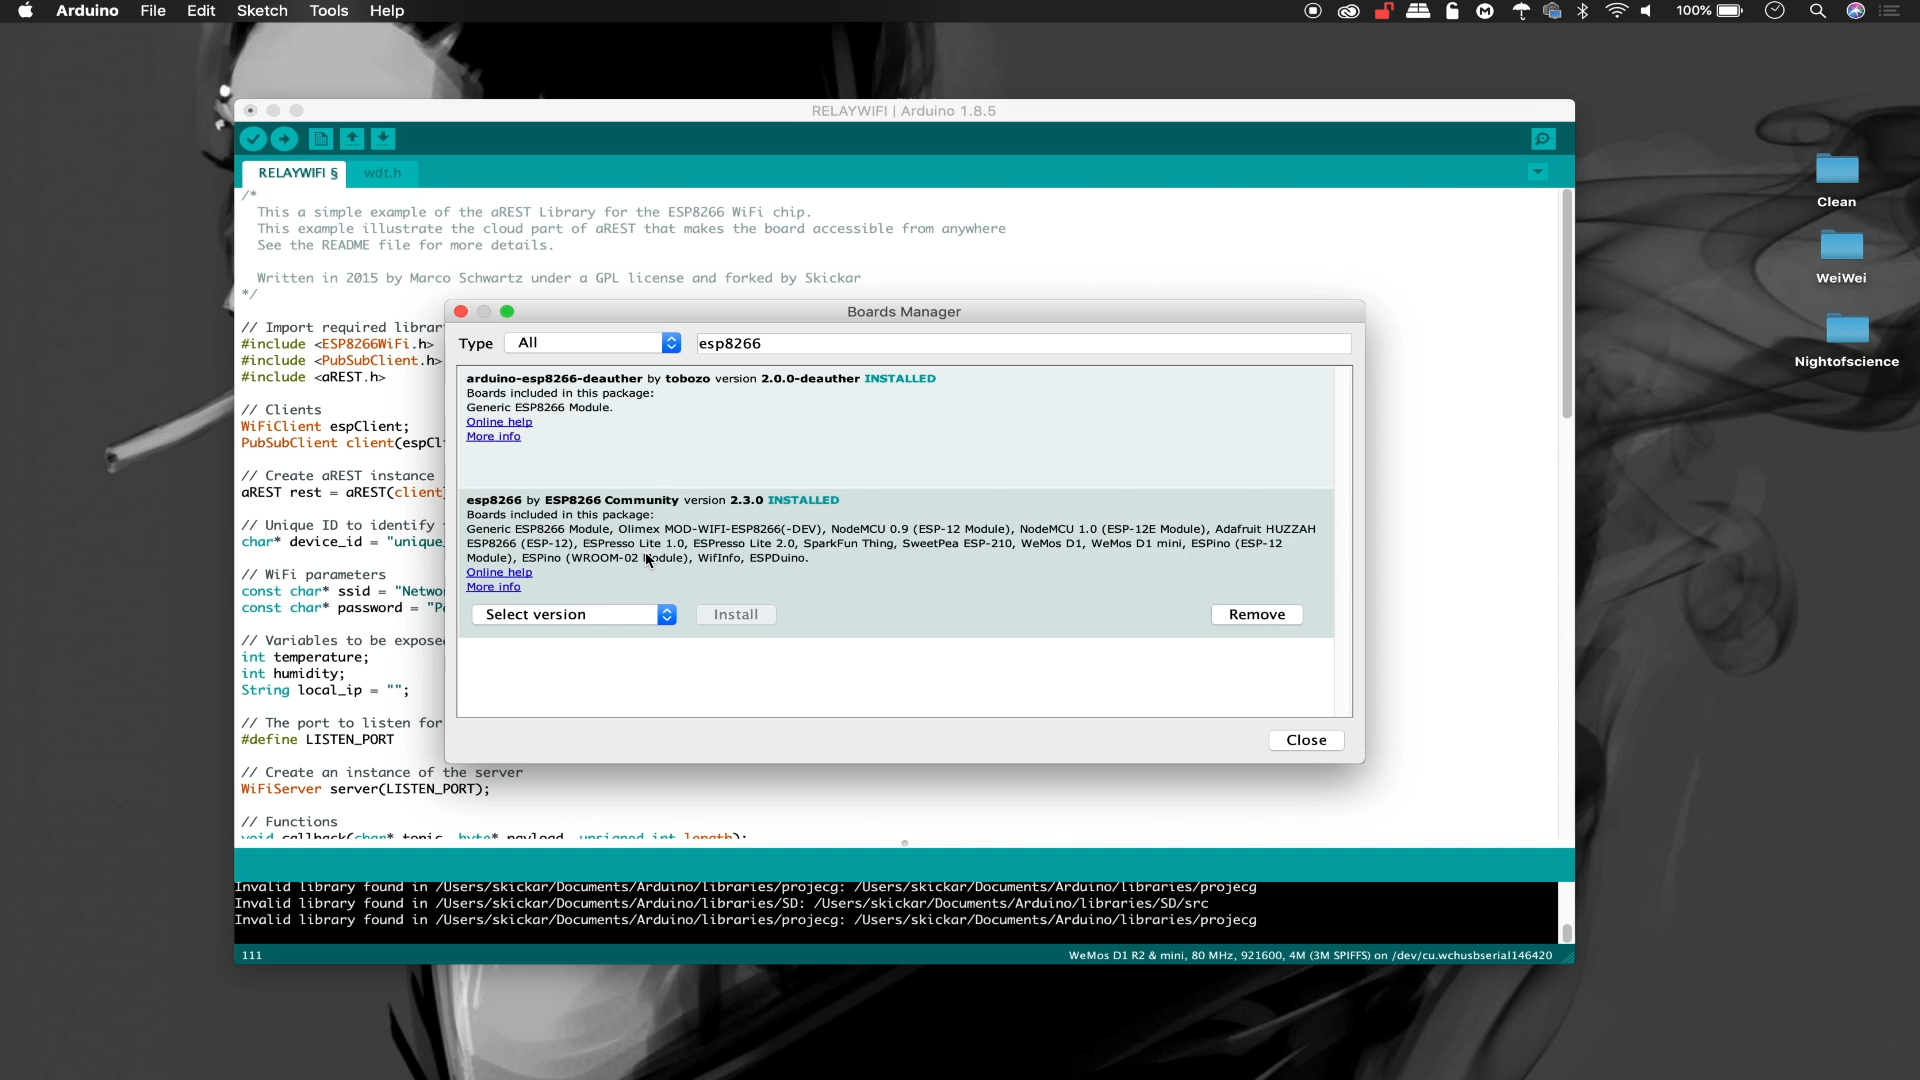 Arduino File Edit Sketch Tools Help 100%
RELAYWIFI | Arduino 1.8.5
RELAYWIFI § wdt.h
/*
This a simple example of the aREST Library for the ESP8266 WiFi chip.
This example illustrate the cloud part of aREST that makes the board accessible from anywhere
See the README file for more details.
Written in 2015 by Marco Schwartz under a GPL license and forked by Skickar
*/
// Import required librar
#include <ESP8266WiFi.h>
#include <PubSubClient.h>
#include <aREST.h>
// Clients
WiFiClient espClient;
PubSubClient client(espCl
// Create aREST instance
aREST rest = aREST(client
// Unique ID to identify
char* device_id = "unique_
// WiFi parameters
const char* ssid = "Netwo
const char* password = "P
// Variables to be expose
int temperature;
int humidity;
String local_ip = "";
// The port to listen for
#define LISTEN_PORT
// Create an instance of the server
WiFiServer server(LISTEN_PORT);
// Functions
void callback(char* topic, byte* payload, unsigned int length);
Boards Manager
Type All esp8266
arduino-esp8266-deauther by tobozo version 2.0.0-deauther INSTALLED
Boards included in this package:
Generic ESP8266 Module.
Online help
More info
esp8266 by ESP8266 Community version 2.3.0 INSTALLED
Boards included in this package:
Generic ESP8266 Module, Olimex MOD-WIFI-ESP8266(-DEV), NodeMCU 0.9 (ESP-12 Module), NodeMCU 1.0 (ESP-12E Module), Adafruit HUZZAH
ESP8266 (ESP-12), ESPresso Lite 1.0, ESPresso Lite 2.0, SparkFun Thing, SweetPea ESP-210, WeMos D1, WeMos D1 mini, ESPino (ESP-12
Module), ESPino (WROOM-02 Module), WifInfo, ESPDuino.
Online help
More info
Select version Install Remove
Close
Invalid library found in /Users/skickar/Documents/Arduino/libraries/projecg: /Users/skickar/Documents/Arduino/libraries/projecg
Invalid library found in /Users/skickar/Documents/Arduino/libraries/SD: /Users/skickar/Documents/Arduino/libraries/SD/src
Invalid library found in /Users/skickar/Documents/Arduino/libraries/projecg: /Users/skickar/Documents/Arduino/libraries/projecg
111 WeMos D1 R2 & mini, 80 MHz, 921600, 4M (3M SPIFFS) on /dev/cu.wchusbserial146420
Clean
WeiWei
Nightofscience